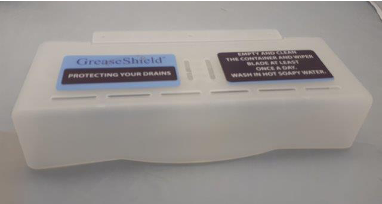 GreaseShield
PROTECTING YOUR DRAINS
EMPTY AND CLEAN
THE CONTAINER AND WIPER
BLADE AT LEAST
ONCE A DAY.
WASH IN HOT SOAPY WATER.